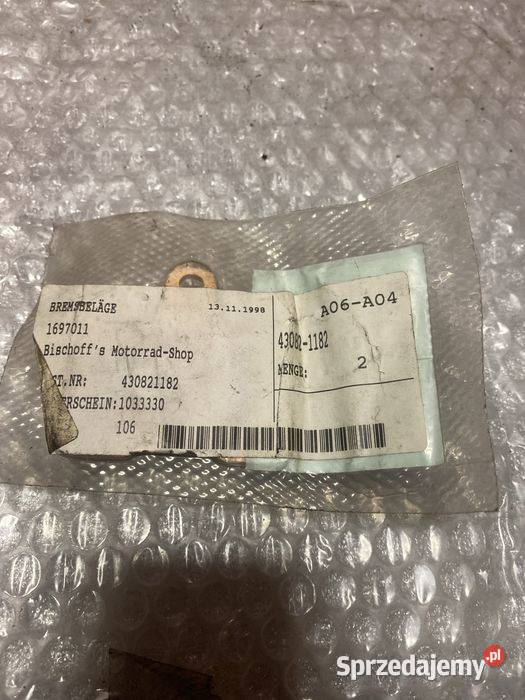 BREMSBELÄGE 13.11.1998
1697011
Bischoff's Motorrad-Shop
ST.NR: 430821182
ERSCHEIN:1033330
106
A06-A04
43082-1182
MENGE: 2
Sprzedajemy.pl